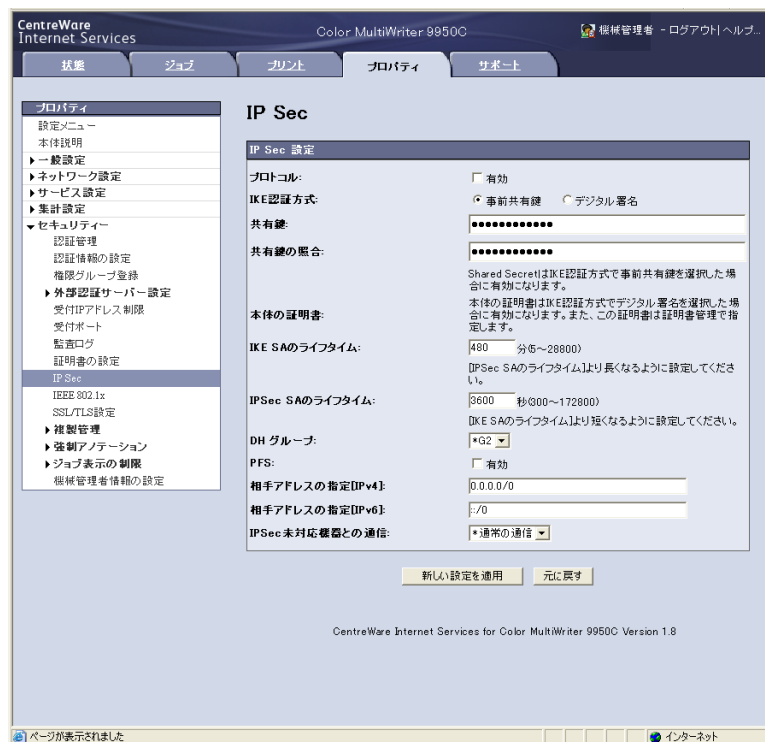 CentreWare
Internet Services
Color MultiWriter 9950C
機械管理者 - ログアウト| ヘルプ...
状態
ジョブ
プリント
プロパティ
サポート
プロパティ
設定メニュー
本体説明
一般設定
ネットワーク設定
サービス設定
集計設定
セキュリティー
認証管理
認証情報の設定
権限グループ登録
外部認証サーバー設定
受付IPアドレス制限
受付ポート
監査ログ
証明書の設定
IP Sec
IEEE 802.1x
SSL/TLS設定
複製管理
強制アノテーション
ジョブ表示の制限
機械管理者情報の設定
IP Sec
IP Sec 設定
プロトコル: 有効
IKE認証方式: 事前共有鍵 デジタル署名
共有鍵: ●●●●●●●●●●●●
共有鍵の照合: ●●●●●●●●●●●●
Shared SecretはIKE認証方式で事前共有鍵を選択した場
合に有効になります。
本体の証明書: 本体の証明書はIKE認証方式でデジタル署名を選択した場
合に有効になります。また、この証明書は証明書管理で指
定します。
IKE SAのライフタイム: 480 分(5～28800)
[IPSec SAのライフタイム]より長くなるように設定してくださ
い。
IPSec SAのライフタイム: 3600 秒(300～172800)
[IKE SAのライフタイム]より短くなるように設定してください。
DH グループ: *G2
PFS: 有効
相手アドレスの指定[IPv4]: 0.0.0.0/0
相手アドレスの指定[IPv6]: ::/0
IPSec未対応機器との通信: *通常の通信
新しい設定を適用 元に戻す
CentreWare Internet Services for Color MultiWriter 9950C Version 1.8
ページが表示されました
インターネット